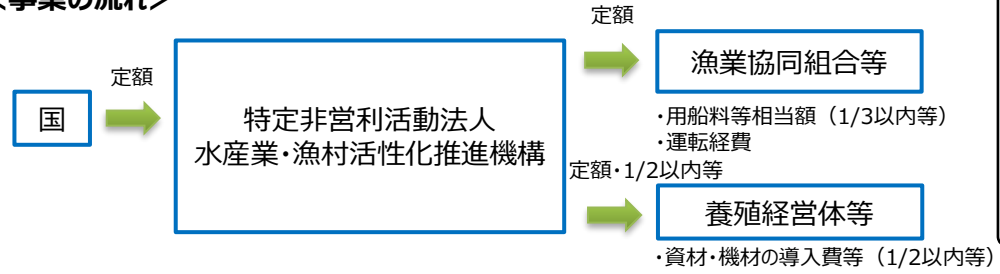 <事業の流れ>
定額
国
特定非営利活動法人
水産業・漁村活性化推進機構
定額
漁業協同組合等
・用船料等相当額（1/3以内等）
・運転経費
定額・1/2以内等
養殖経営体等
・資材・機材の導入費等（1/2以内等）